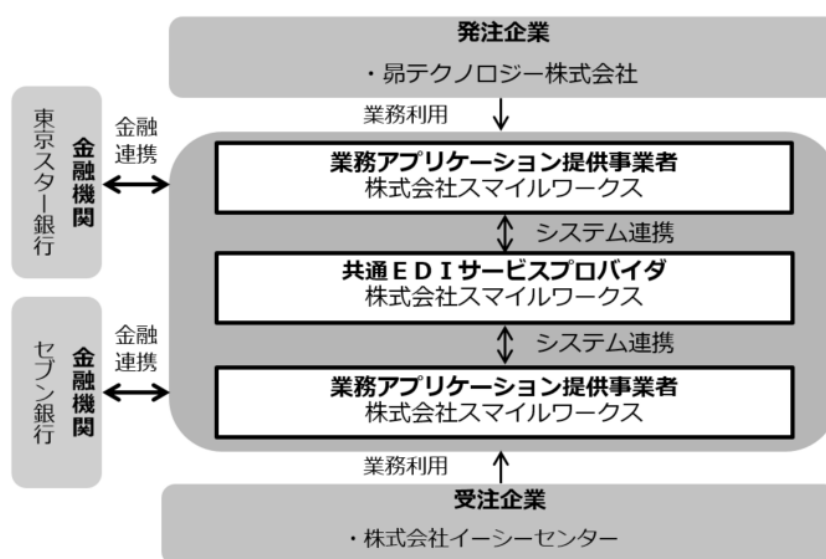 発注企業
・昴テクノロジー株式会社
業務利用
東京スター銀行
金融機関
金融
連携
業務アプリケーション提供事業者
株式会社スマイルワークス
システム連携
共通ＥＤＩサービスプロバイダ
株式会社スマイルワークス
システム連携
セブン銀行
金融機関
金融
連携
業務アプリケーション提供事業者
株式会社スマイルワークス
業務利用
受注企業
・株式会社イーシーセンター